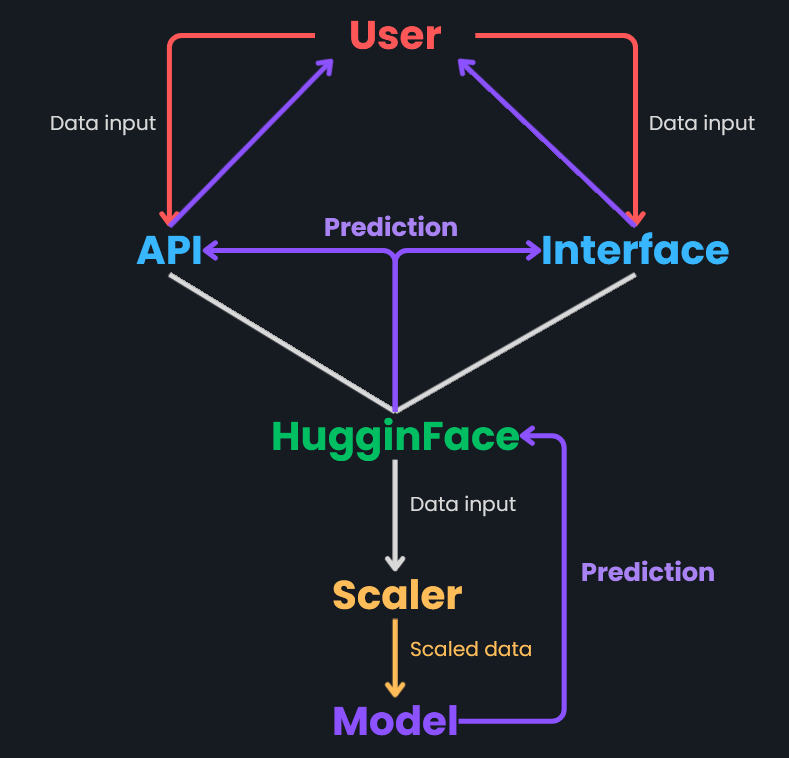 User
Data input
Data input
Prediction
API
Interface
HugginFace
Data input
Scaler
Prediction
Scaled data
Model